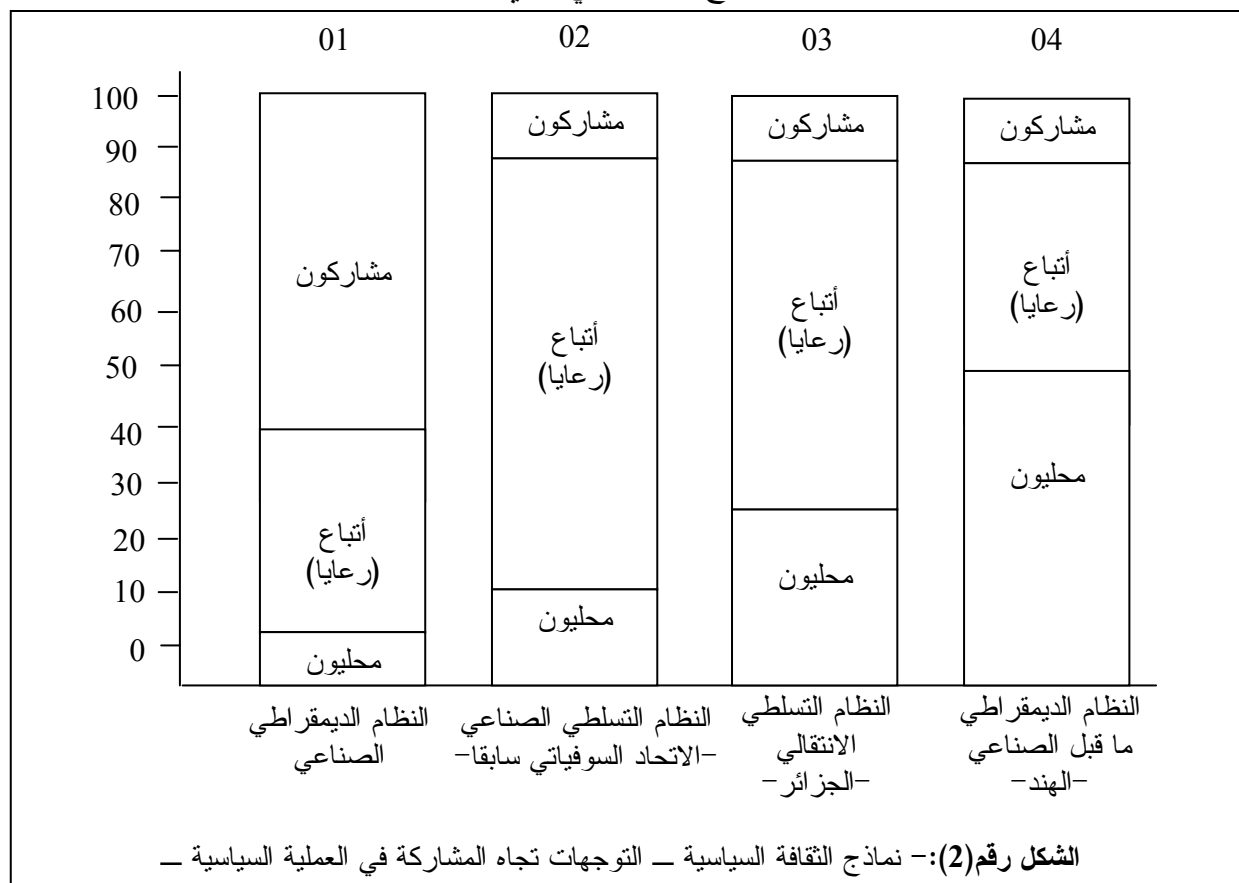 01 02 03 04
100
90
80
70
60
50
40
30
20
10
0
مشاركون
أتباع
(رعايا)
محليون
مشاركون
أتباع
(رعايا)
محليون
مشاركون
أتباع
(رعايا)
محليون
مشاركون
أتباع
(رعايا)
محليون
النظام الديمقراطي
الصناعي
النظام التسلطي الصناعي
-الاتحاد السوفياتي سابقا-
النظام التسلطي
الانتقالي
-الجزائر-
النظام الديمقراطي
ما قبل الصناعي
-الهند-
الشكل رقم(2):- نماذج الثقافة السياسية ــ التوجهات تجاه المشاركة في العملية السياسية ــ